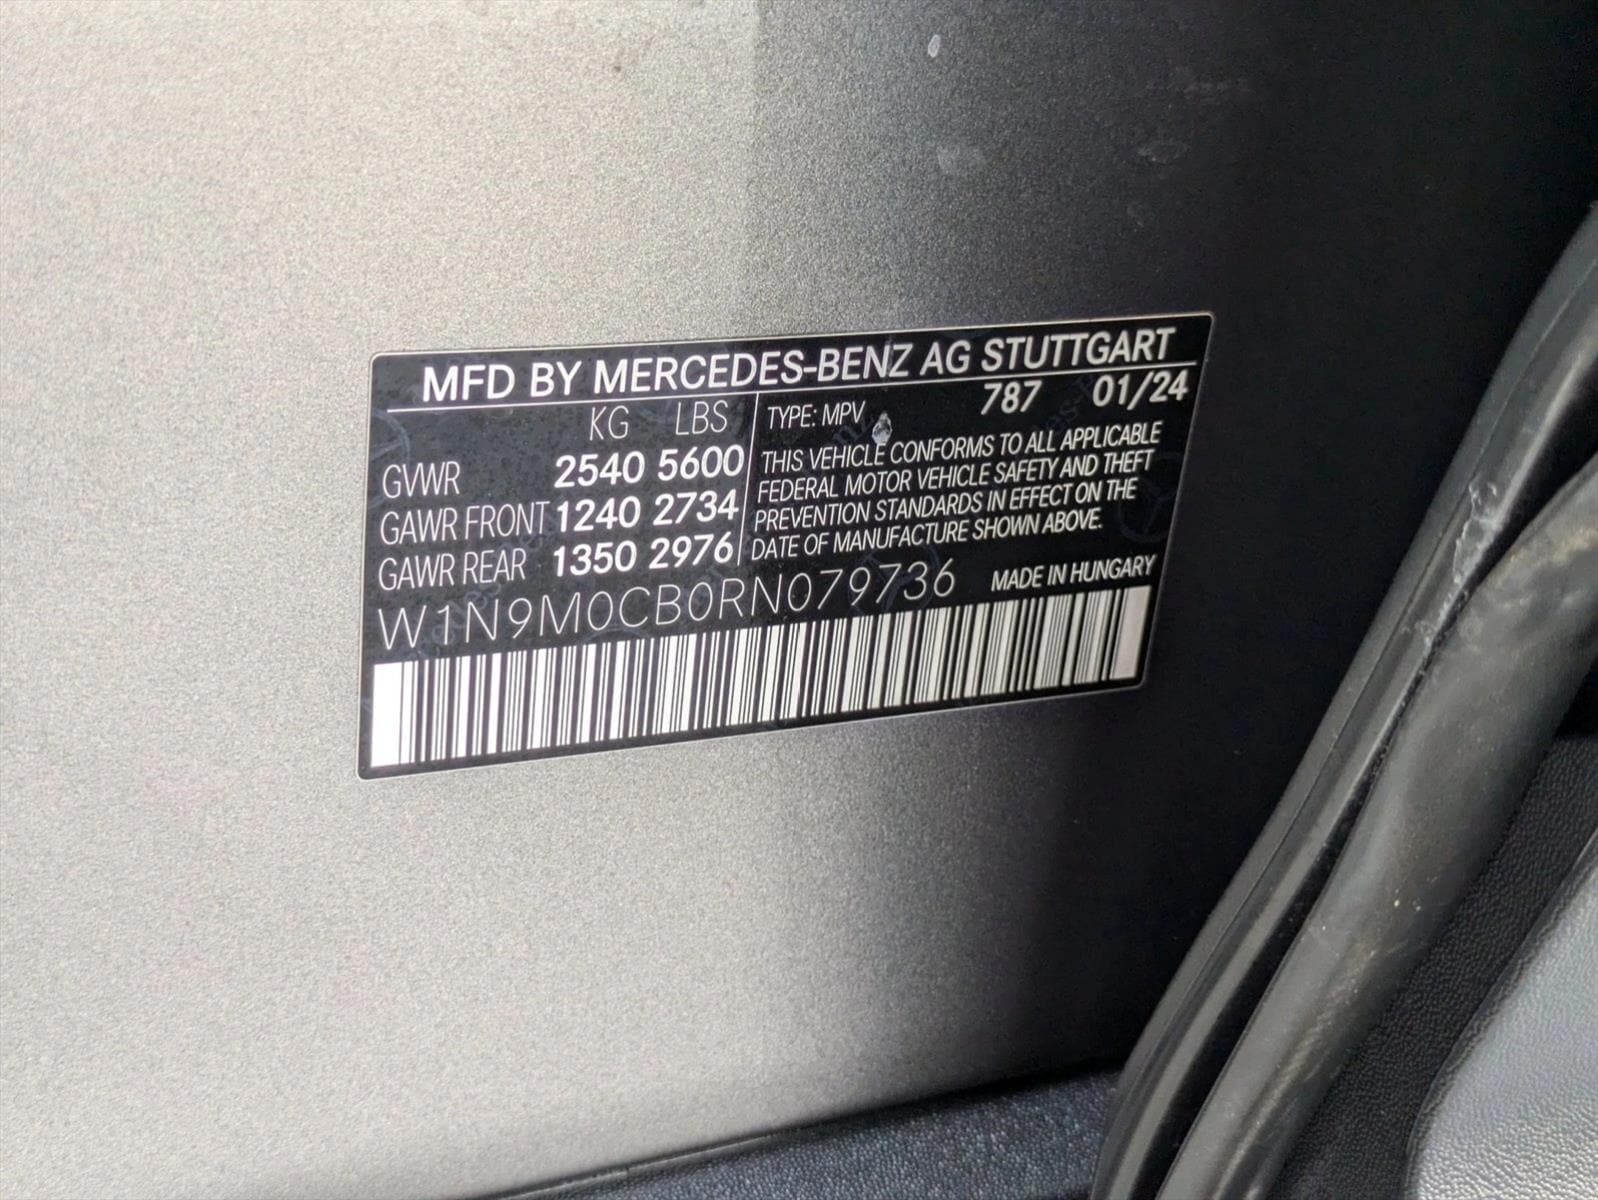 MFD BY MERCEDES-BENZ AG STUTTGART
KG LBS
GVWR 2540 5600
GAWR FRONT 1240 2734
GAWR REAR 1350 2976
TYPE: MPV 787 01/24
THIS VEHICLE CONFORMS TO ALL APPLICABLE
FEDERAL MOTOR VEHICLE SAFETY AND THEFT
PREVENTION STANDARDS IN EFFECT ON THE
DATE OF MANUFACTURE SHOWN ABOVE.
W1N9M0CB0RN079736 MADE IN HUNGARY